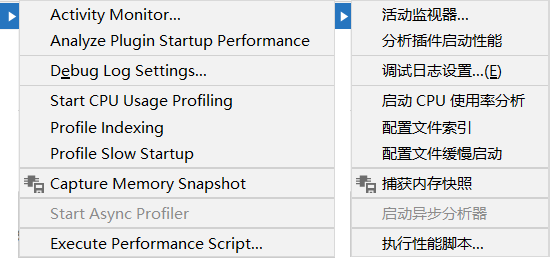 Activity Monitor...
Analyze Plugin Startup Performance
Debug Log Settings...
Start CPU Usage Profiling
Profile Indexing
Profile Slow Startup
Capture Memory Snapshot
Start Async Profiler
Execute Performance Script...
活动监视器...
分析插件启动性能
调试日志设置...(E)
启动 CPU 使用率分析
配置文件索引
配置文件缓慢启动
捕获内存快照
启动异步分析器
执行性能脚本...